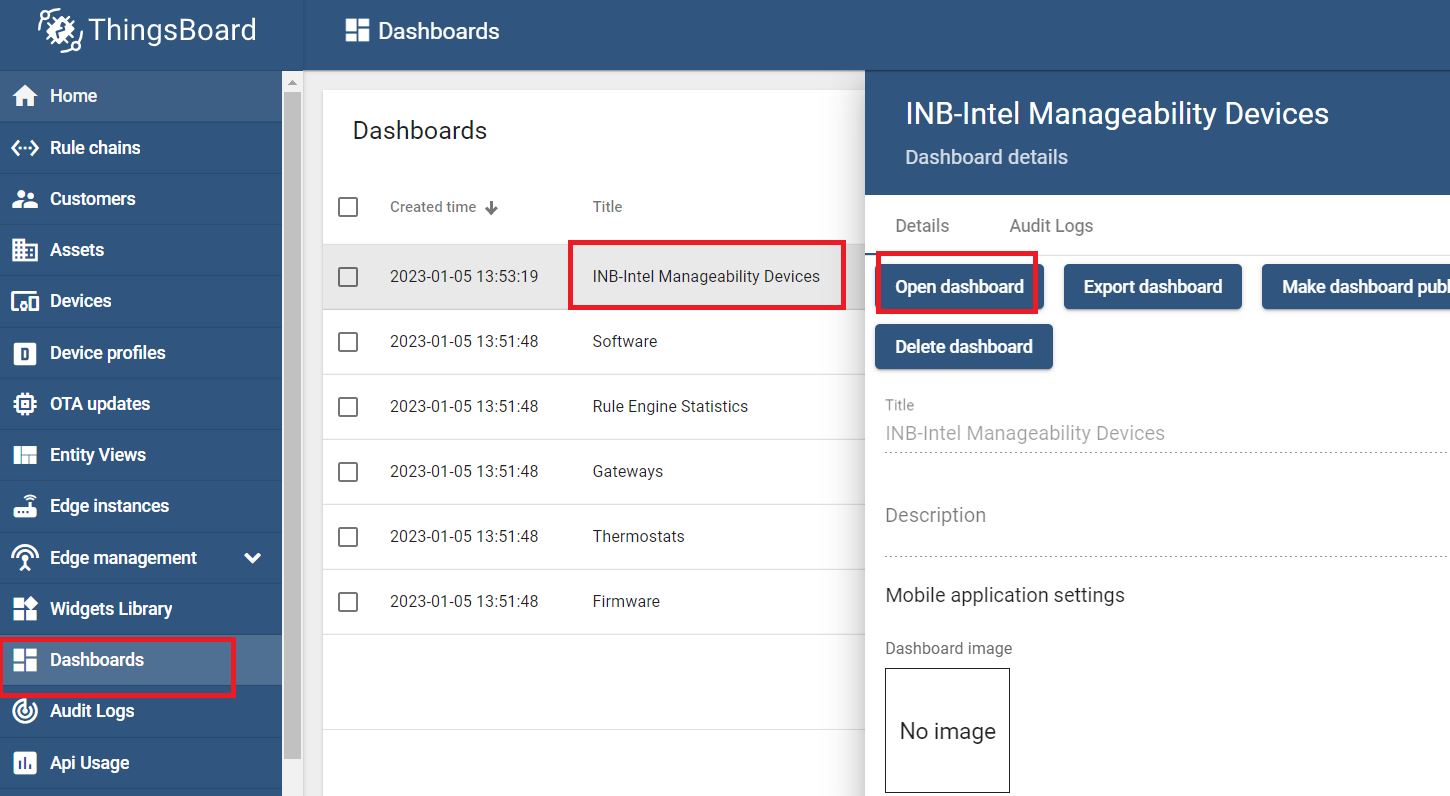 ThingsBoard
Home
Rule chains
Customers
Assets
Devices
Device profiles
OTA updates
Entity Views
Edge instances
Edge management
Widgets Library
Dashboards
Audit Logs
Api Usage
Dashboards
Dashboards
Created time Title
2023-01-05 13:53:19 INB-Intel Manageability Devices
2023-01-05 13:51:48 Software
2023-01-05 13:51:48 Rule Engine Statistics
2023-01-05 13:51:48 Gateways
2023-01-05 13:51:48 Thermostats
2023-01-05 13:51:48 Firmware
INB-Intel Manageability Devices
Dashboard details
Details Audit Logs
Open dashboard Export dashboard Make dashboard publ
Delete dashboard
Title
INB-Intel Manageability Devices
Description
Mobile application settings
Dashboard image
No image